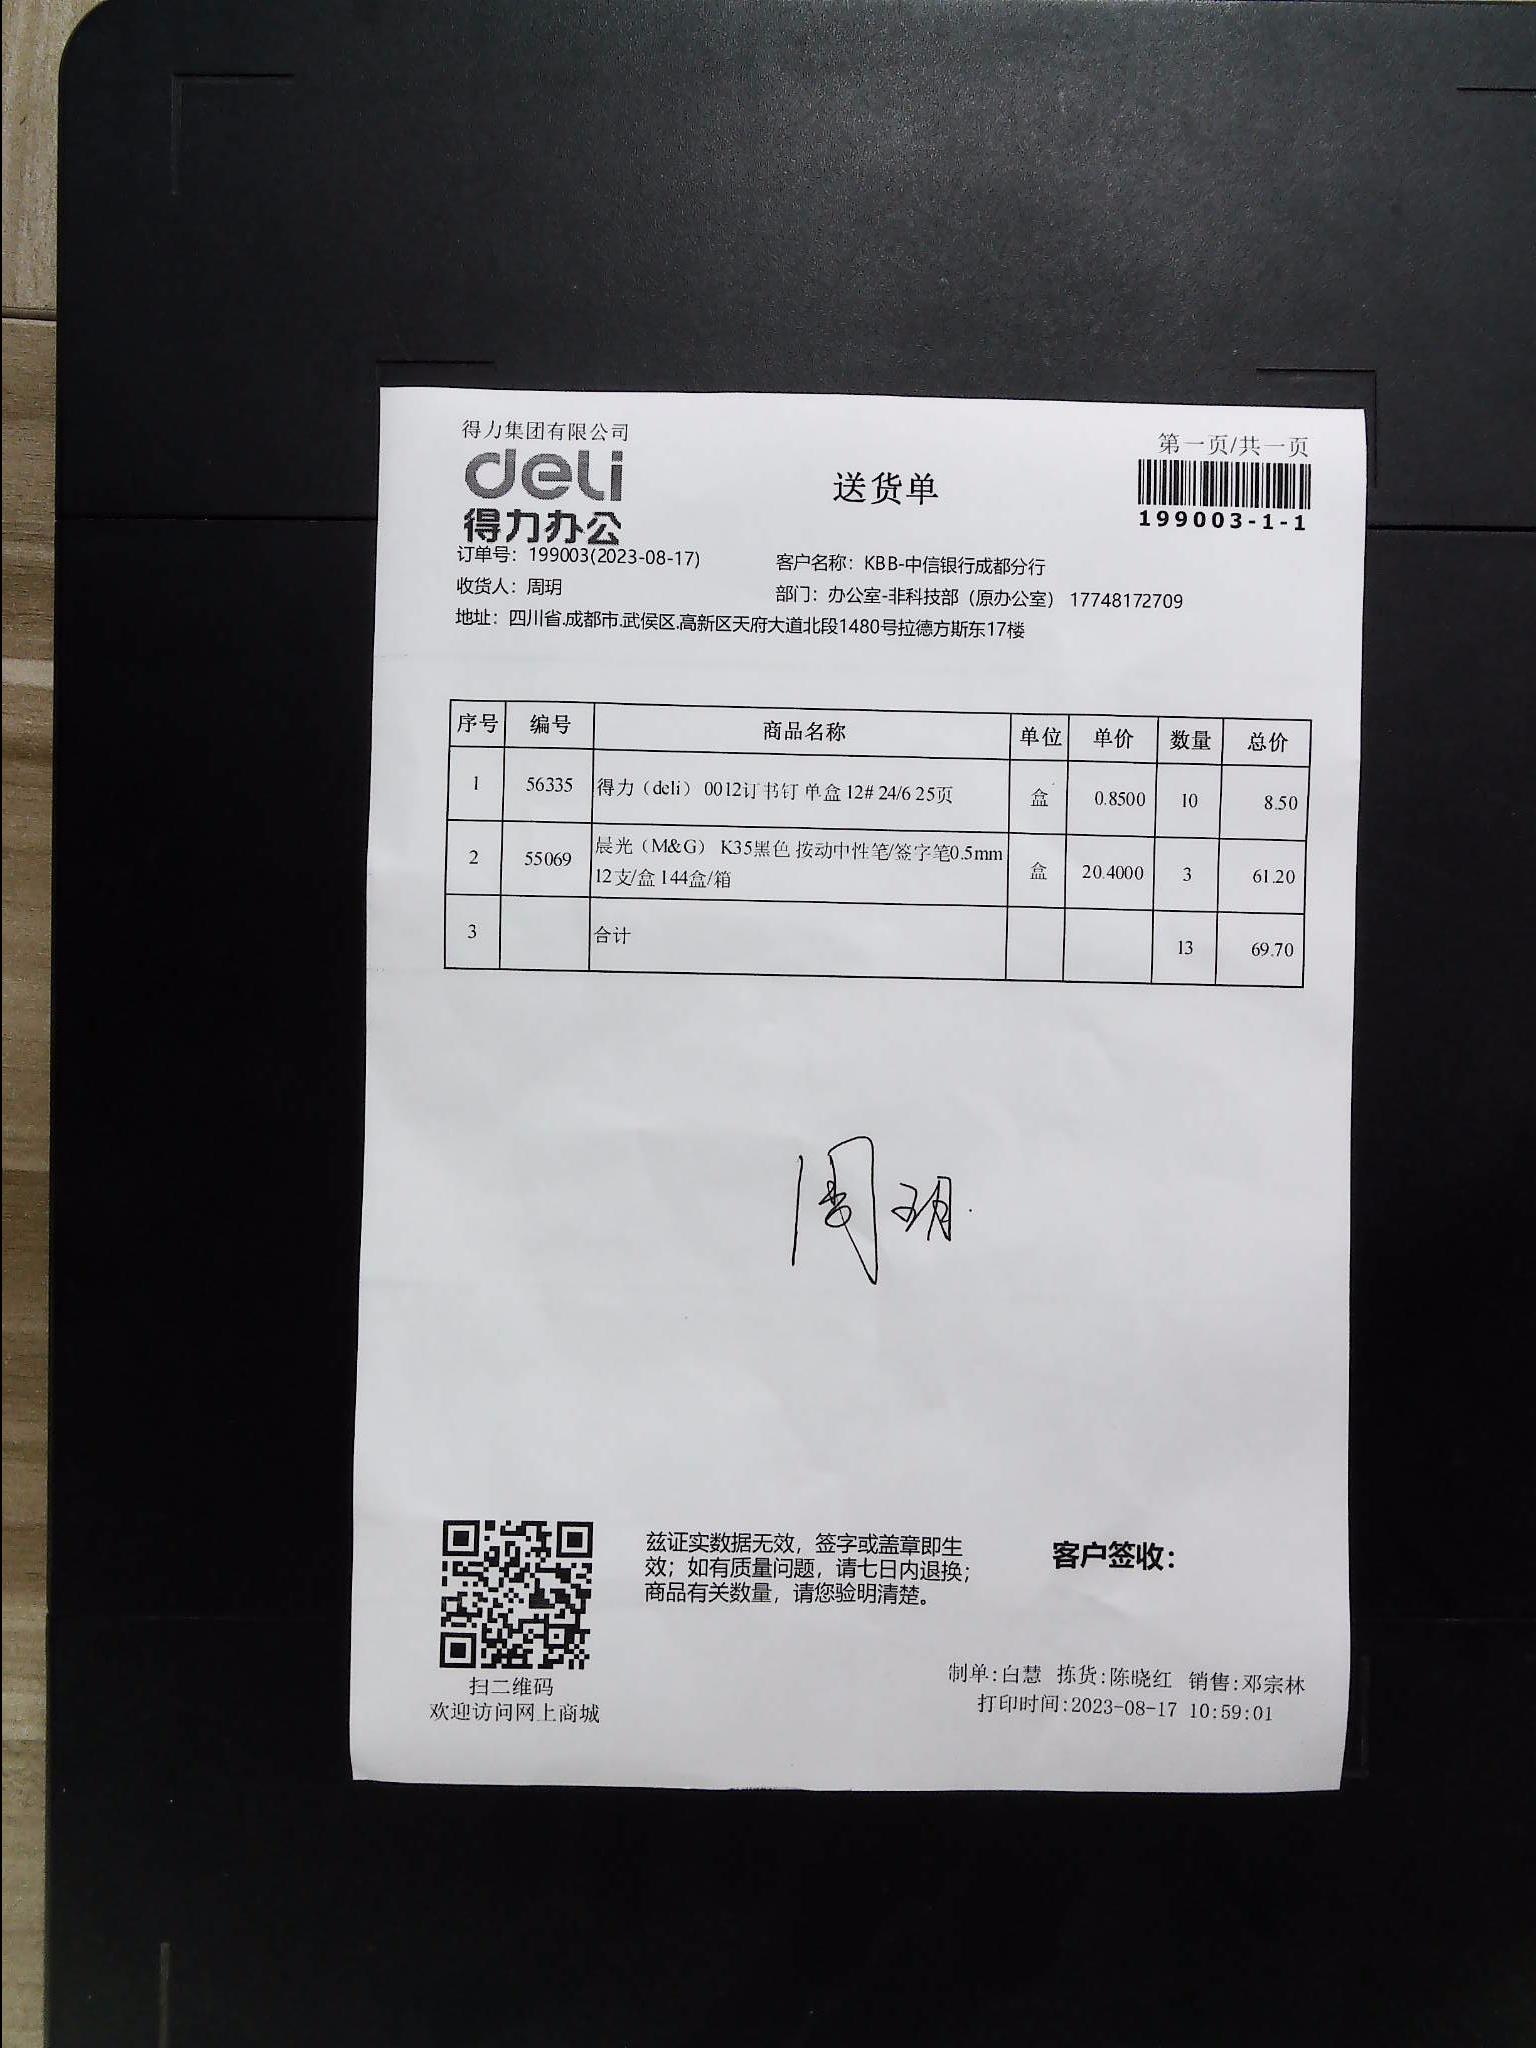 得力集团有限公司
deli
得力办公
送货单
第一页/共一页
199003-1-1
订单号：199003(2023-08-17)
客户名称：KBB-中信银行成都分行
收货人：周玥
部门：办公室-非科技部（原办公室） 17748172709
地址：四川省.成都市.武侯区.高新区天府大道北段1480号拉德方斯东17楼
序号 编号 商品名称 单位 单价 数量 总价
1 56335 得力（deli） 0012订书钉 单盒 12# 24/6 25页 盒 0.8500 10 8.50
2 55069 晨光（M&G） K35黑色 按动中性笔/签字笔0.5mm
12支/盒 144盒/箱 盒 20.4000 3 61.20
3 合计 13 69.70
周玥
兹证实数据无效，签字或盖章即生
效；如有质量问题，请七日内退换；
商品有关数量，请您验明清楚。
客户签收：
扫二维码
欢迎访问网上商城
制单:白慧 拣货:陈晓红 销售:邓宗林
打印时间:2023-08-17 10:59:01